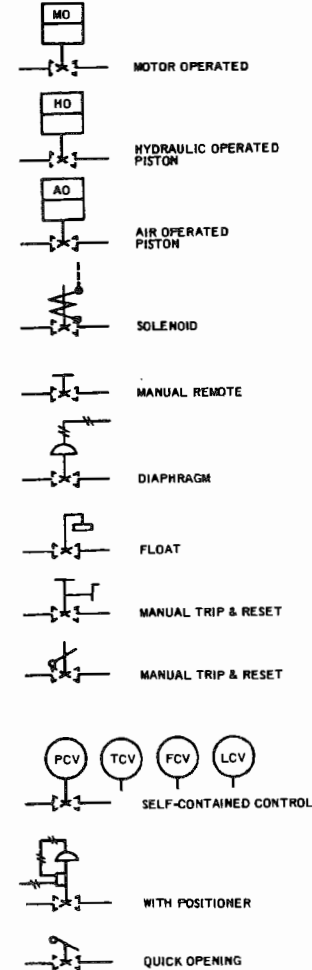 MO
MOTOR OPERATED
HO
HYDRAULIC OPERATED
PISTON
AO
AIR OPERATED
PISTON
SOLENOID
MANUAL REMOTE
DIAPHRAGM
FLOAT
MANUAL TRIP & RESET
MANUAL TRIP & RESET
PCV TCV FCV LCV
SELF-CONTAINED CONTROL
WITH POSITIONER
QUICK OPENING